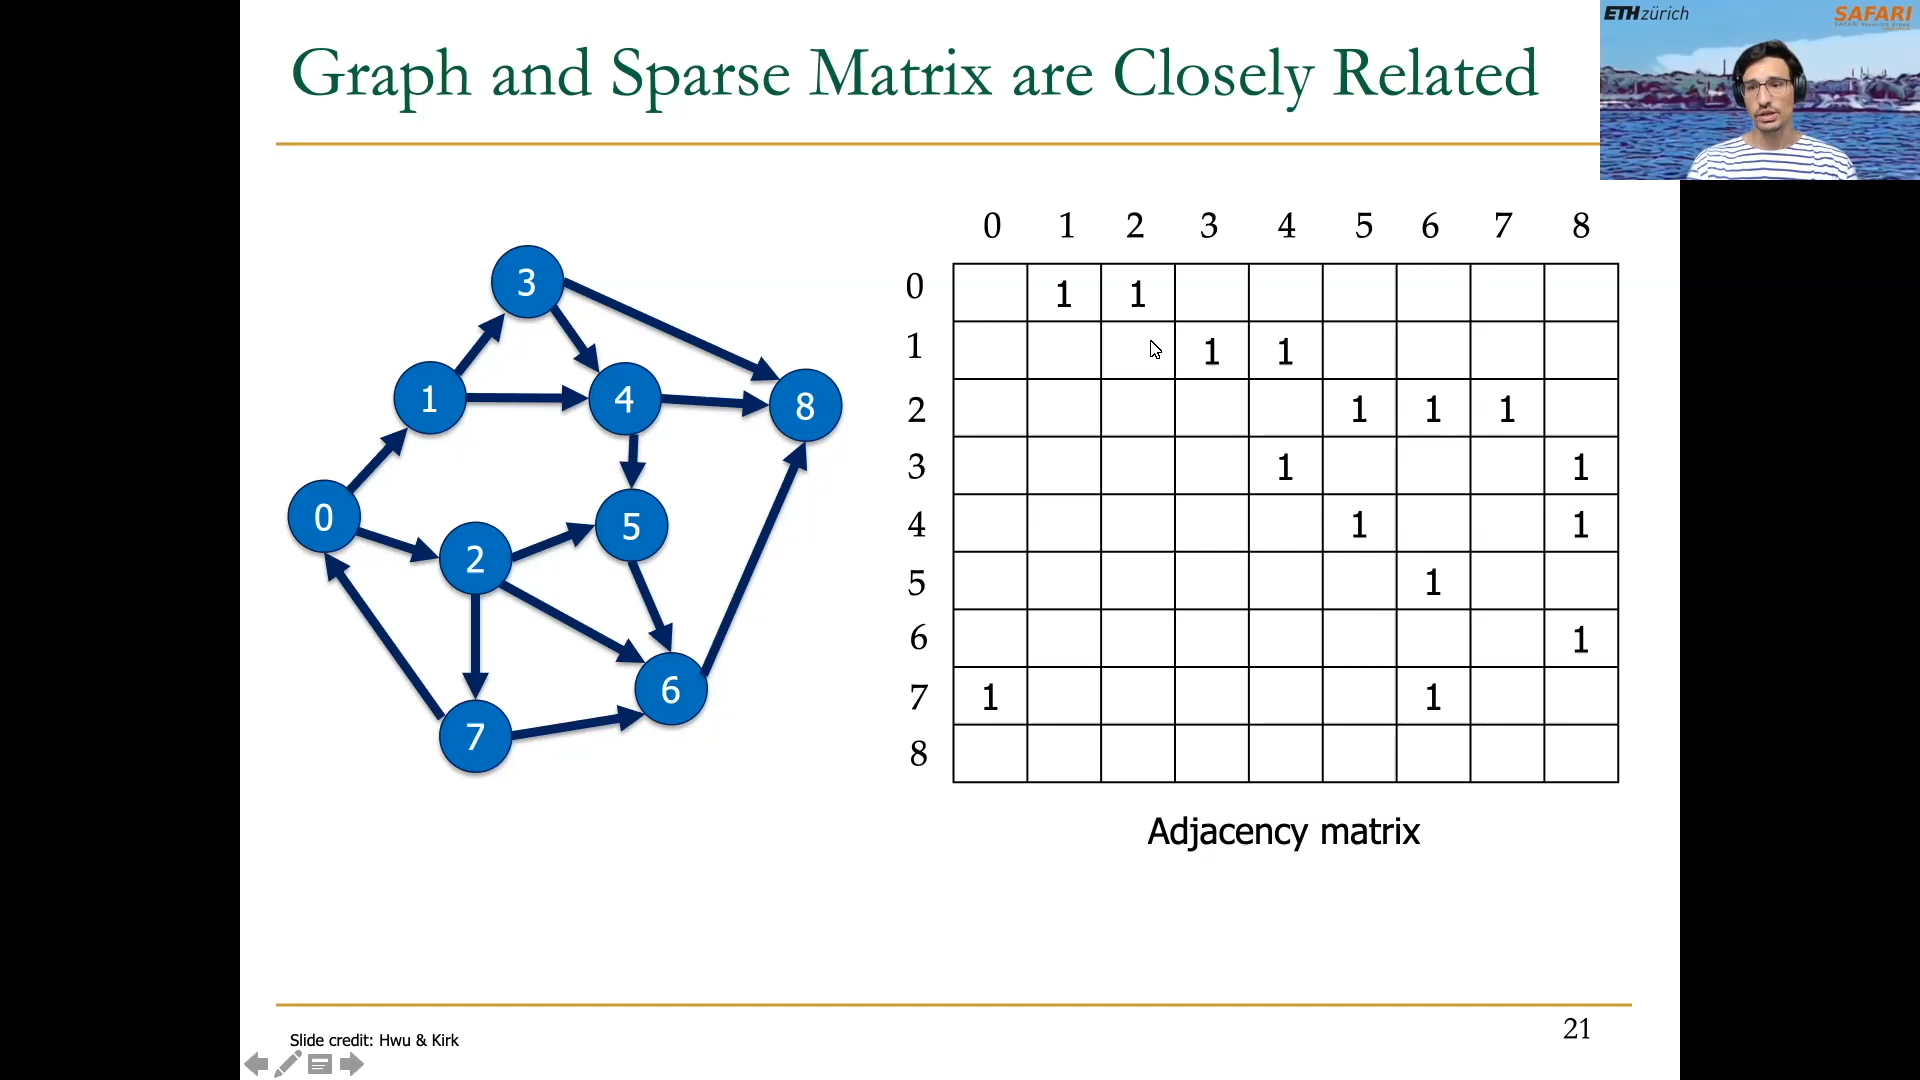 Graph and Sparse Matrix are Closely Related
ETH zürich
SAFARI
0 1 2 3 4 5 6 7 8
0 1 1
1 1 1
2 1 1 1
3 1 1
4 1 1
5 1
6 1
7 1 1
8
3
1
4
8
0
2
5
6
7
Adjacency matrix
Slide credit: Hwu & Kirk
21